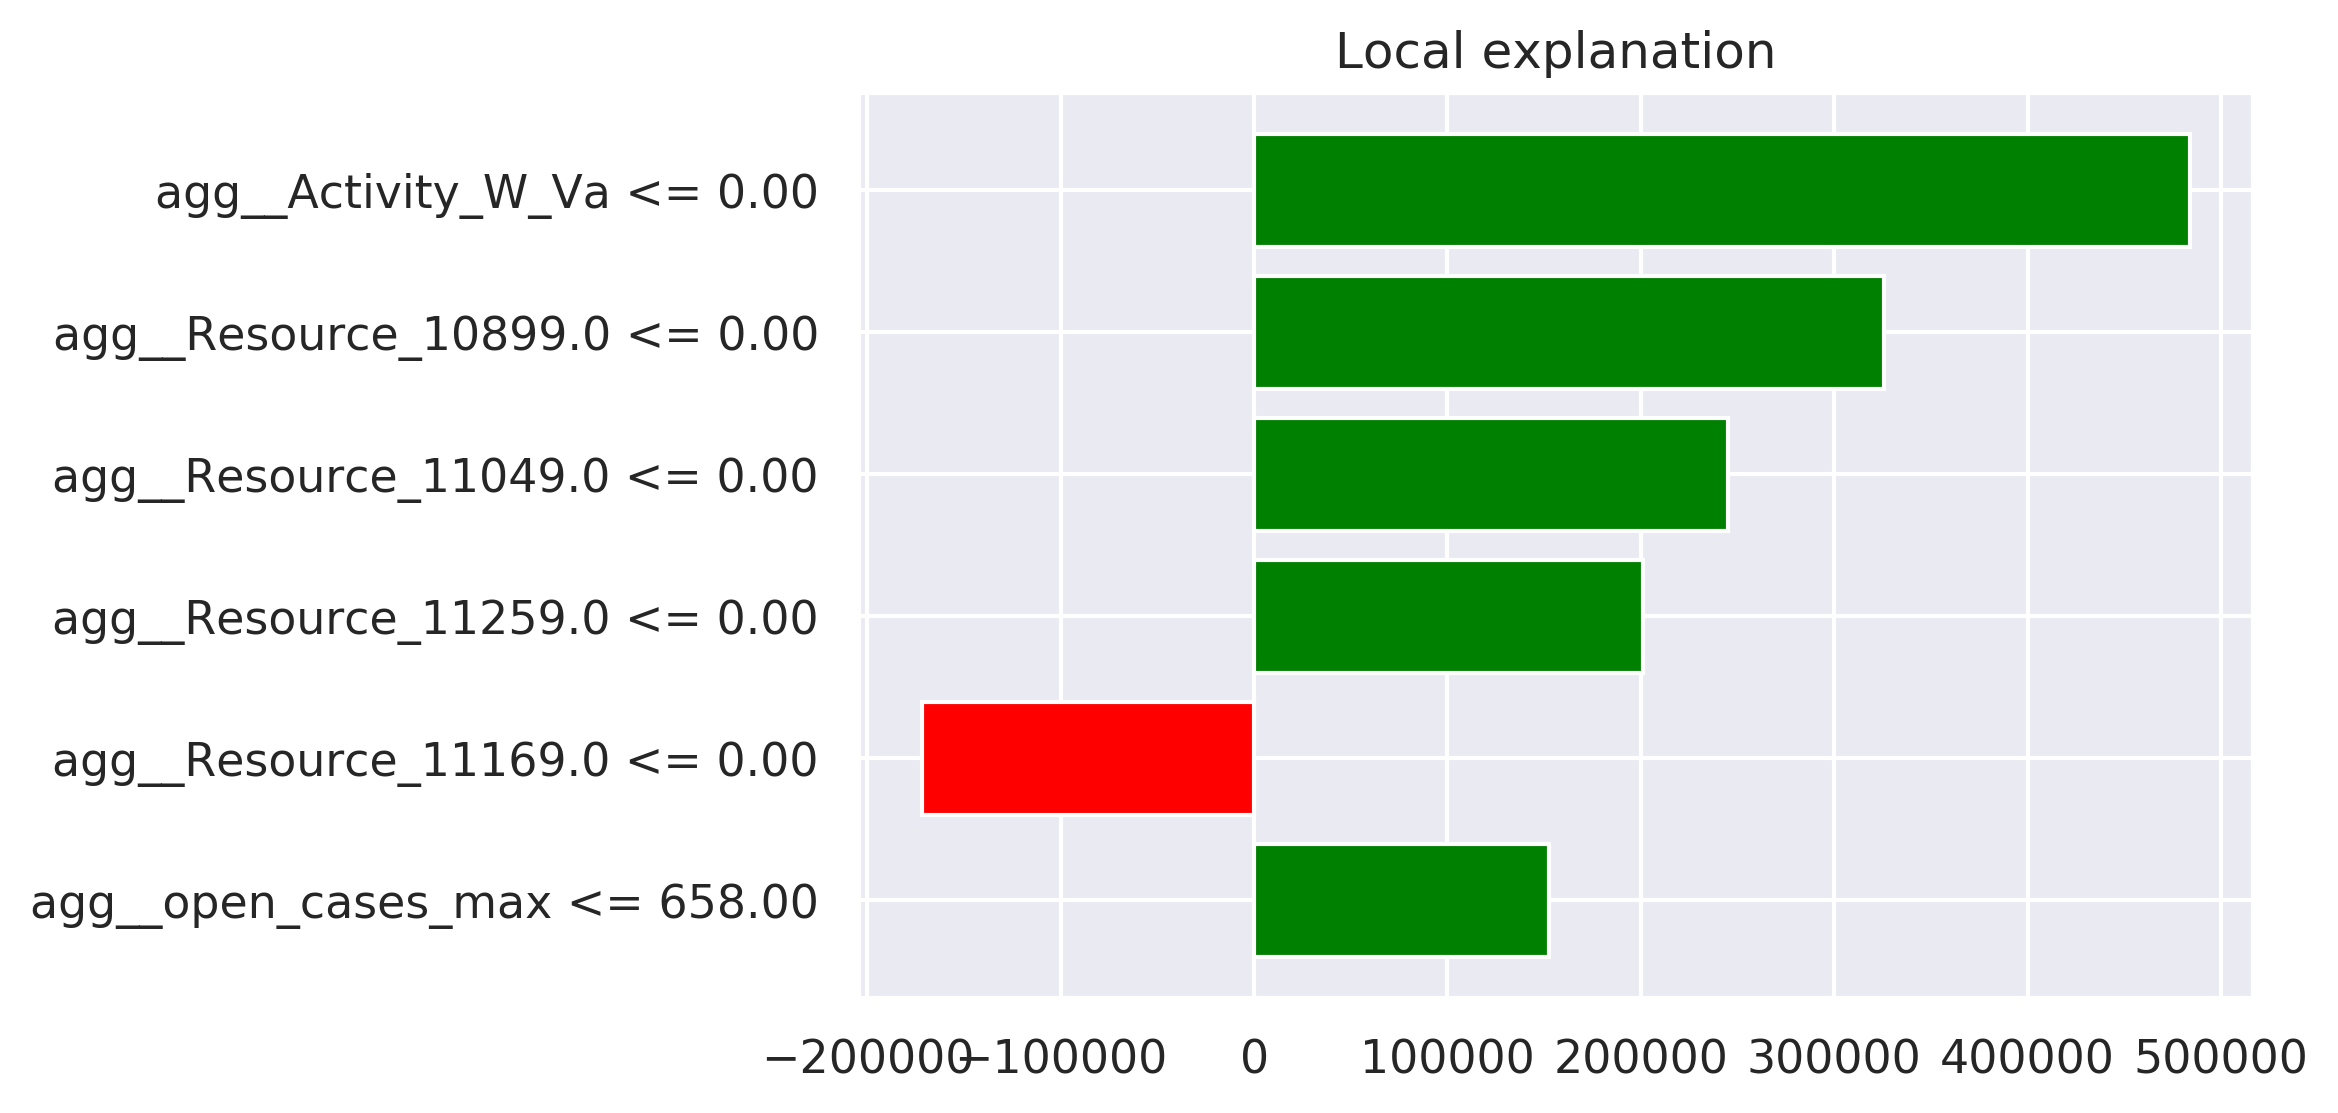 Local explanation
agg__Activity_W_Va <= 0.00
agg__Resource_10899.0 <= 0.00
agg__Resource_11049.0 <= 0.00
agg__Resource_11259.0 <= 0.00
agg__Resource_11169.0 <= 0.00
agg__open_cases_max <= 658.00
−200000 −100000 0 100000 200000 300000 400000 500000